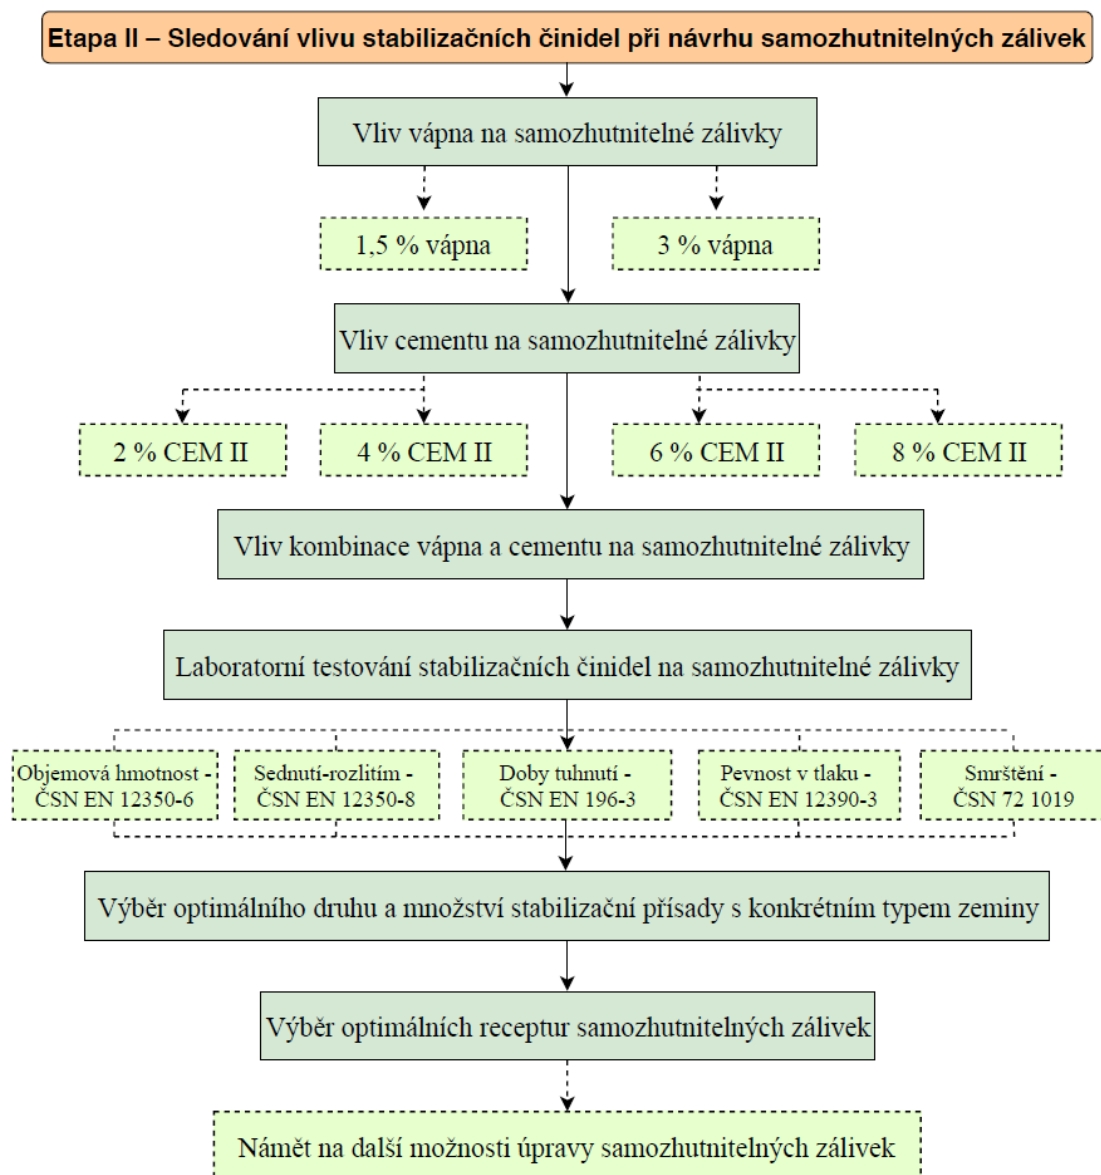 Etapa II – Sledování vlivu stabilizačních činidel při návrhu samozhutnitelných zálivek
Vliv vápna na samozhutnitelné zálivky
1,5 % vápna
3 % vápna
Vliv cementu na samozhutnitelné zálivky
2 % CEM II
4 % CEM II
6 % CEM II
8 % CEM II
Vliv kombinace vápna a cementu na samozhutnitelné zálivky
Laboratorní testování stabilizačních činidel na samozhutnitelné zálivky
Objemová hmotnost -
ČSN EN 12350-6
Sednutí-rozlitím -
ČSN EN 12350-8
Doby tuhnutí -
ČSN EN 196-3
Pevnost v tlaku -
ČSN EN 12390-3
Smrštění -
ČSN 72 1019
Výběr optimálního druhu a množství stabilizační přísady s konkrétním typem zeminy
Výběr optimálních receptur samozhutnitelných zálivek
Námět na další možnosti úpravy samozhutnitelných zálivek